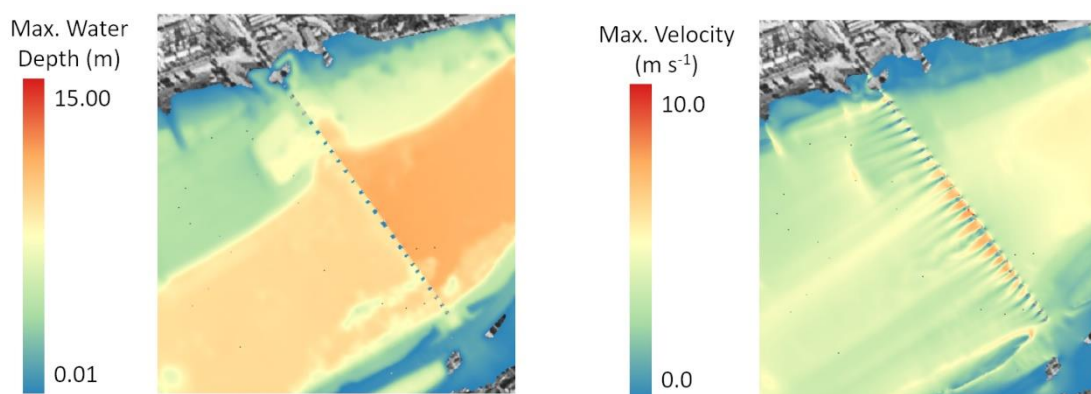 Max. Water
Depth (m)
15.00
0.01
Max. Velocity
(m s⁻¹)
10.0
0.0